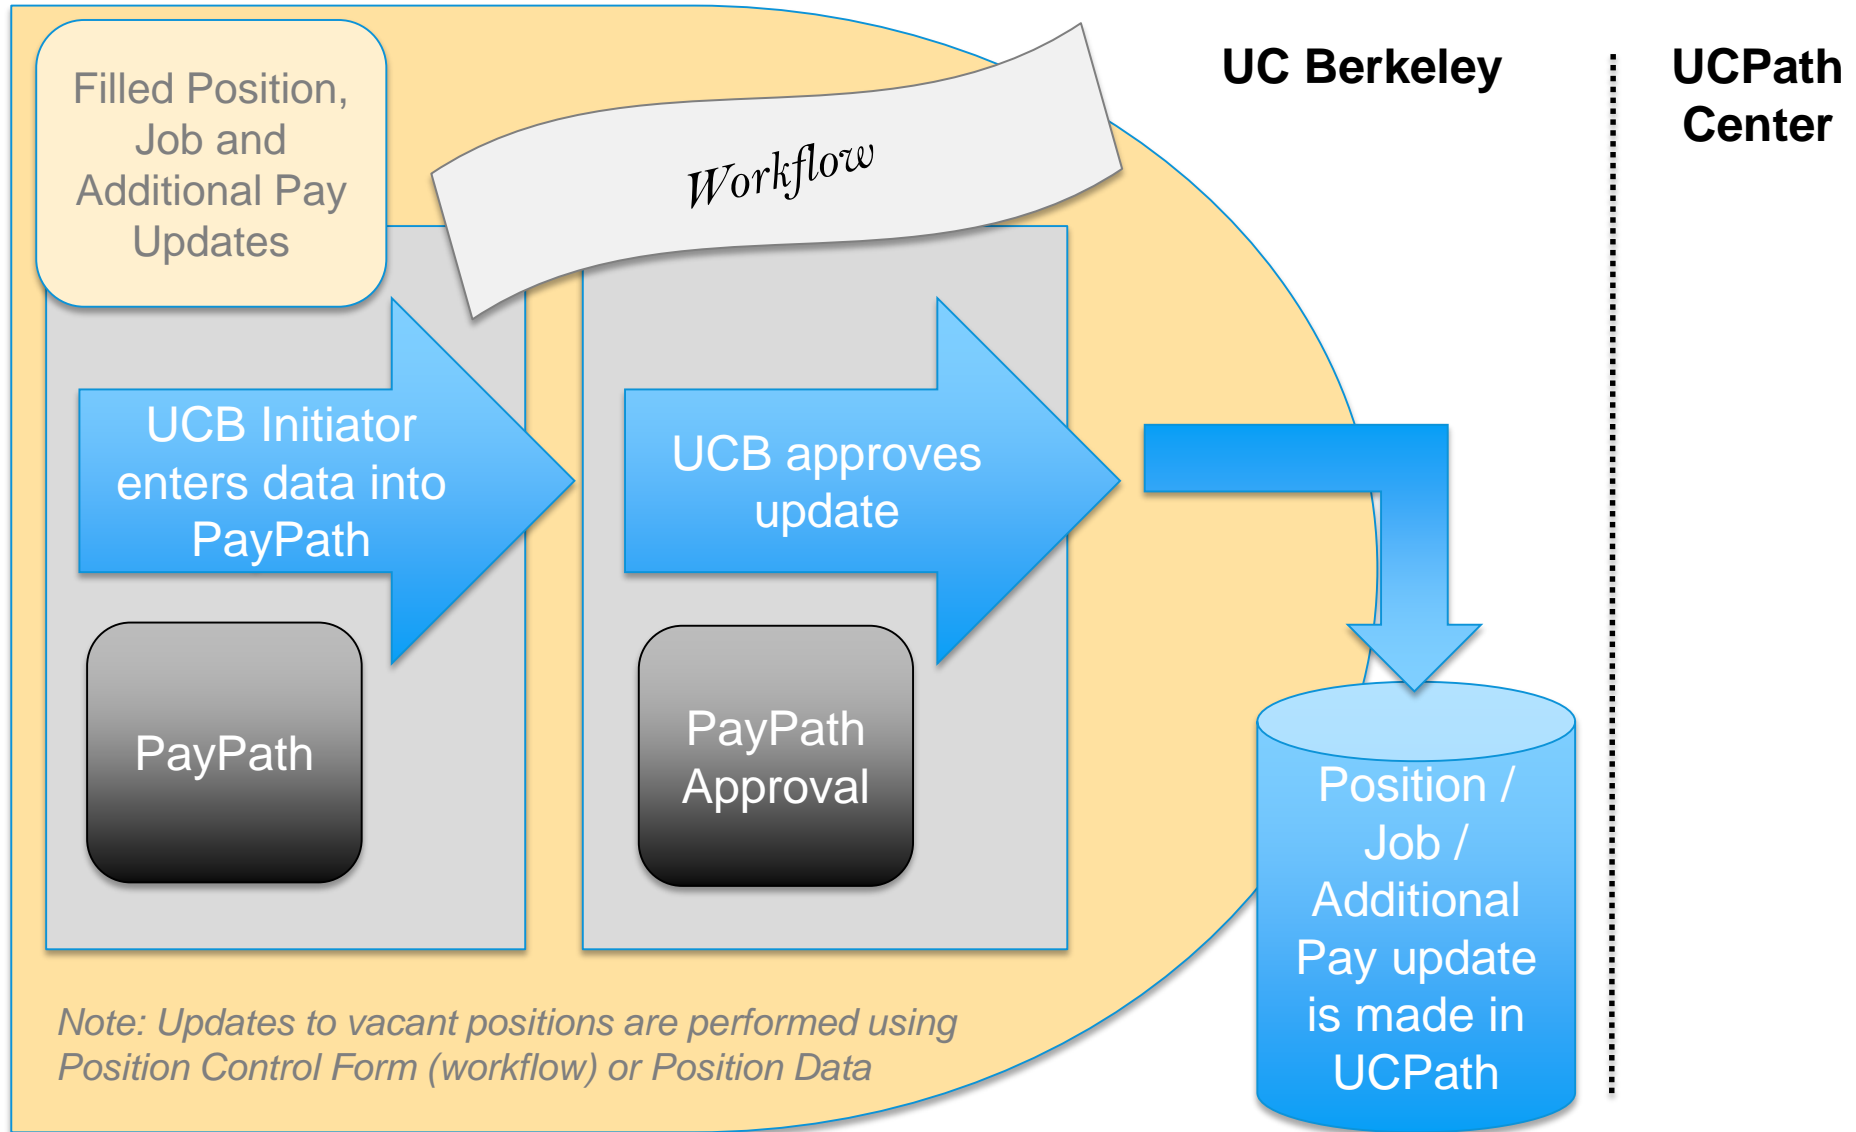 Filled Position,
Job and
Additional Pay
Updates
Workflow
UC Berkeley
UCPath
Center
UCB Initiator
enters data into
PayPath
UCB approves
update
PayPath
PayPath
Approval
Position /
Job /
Additional
Pay update
is made in
UCPath
Note: Updates to vacant positions are performed using
Position Control Form (workflow) or Position Data